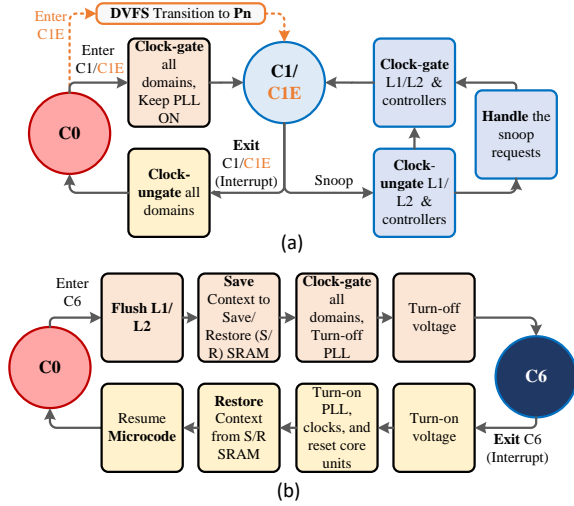 Enter
C1E
DVFS Transition to Pn
Enter
C1/C1E
Clock-gate
all
domains,
Keep PLL
ON
C1/
C1E
Clock-gate
L1/L2 &
controllers
Handle the
snoop
requests
C0
Clock-
ungate all
domains
Exit
C1/C1E
(Interrupt)
Snoop
Clock-
ungate L1/
L2 &
controllers
(a)
Enter
C6
Flush L1/
L2
Save
Context to
Save/
Restore (S/
R) SRAM
Clock-gate
all
domains,
Turn-off
PLL
Turn-off
voltage
C0
C6
Resume
Microcode
Restore
Context
from S/R
SRAM
Turn-on
PLL,
clocks, and
reset core
units
Turn-on
voltage
Exit C6
(Interrupt)
(b)